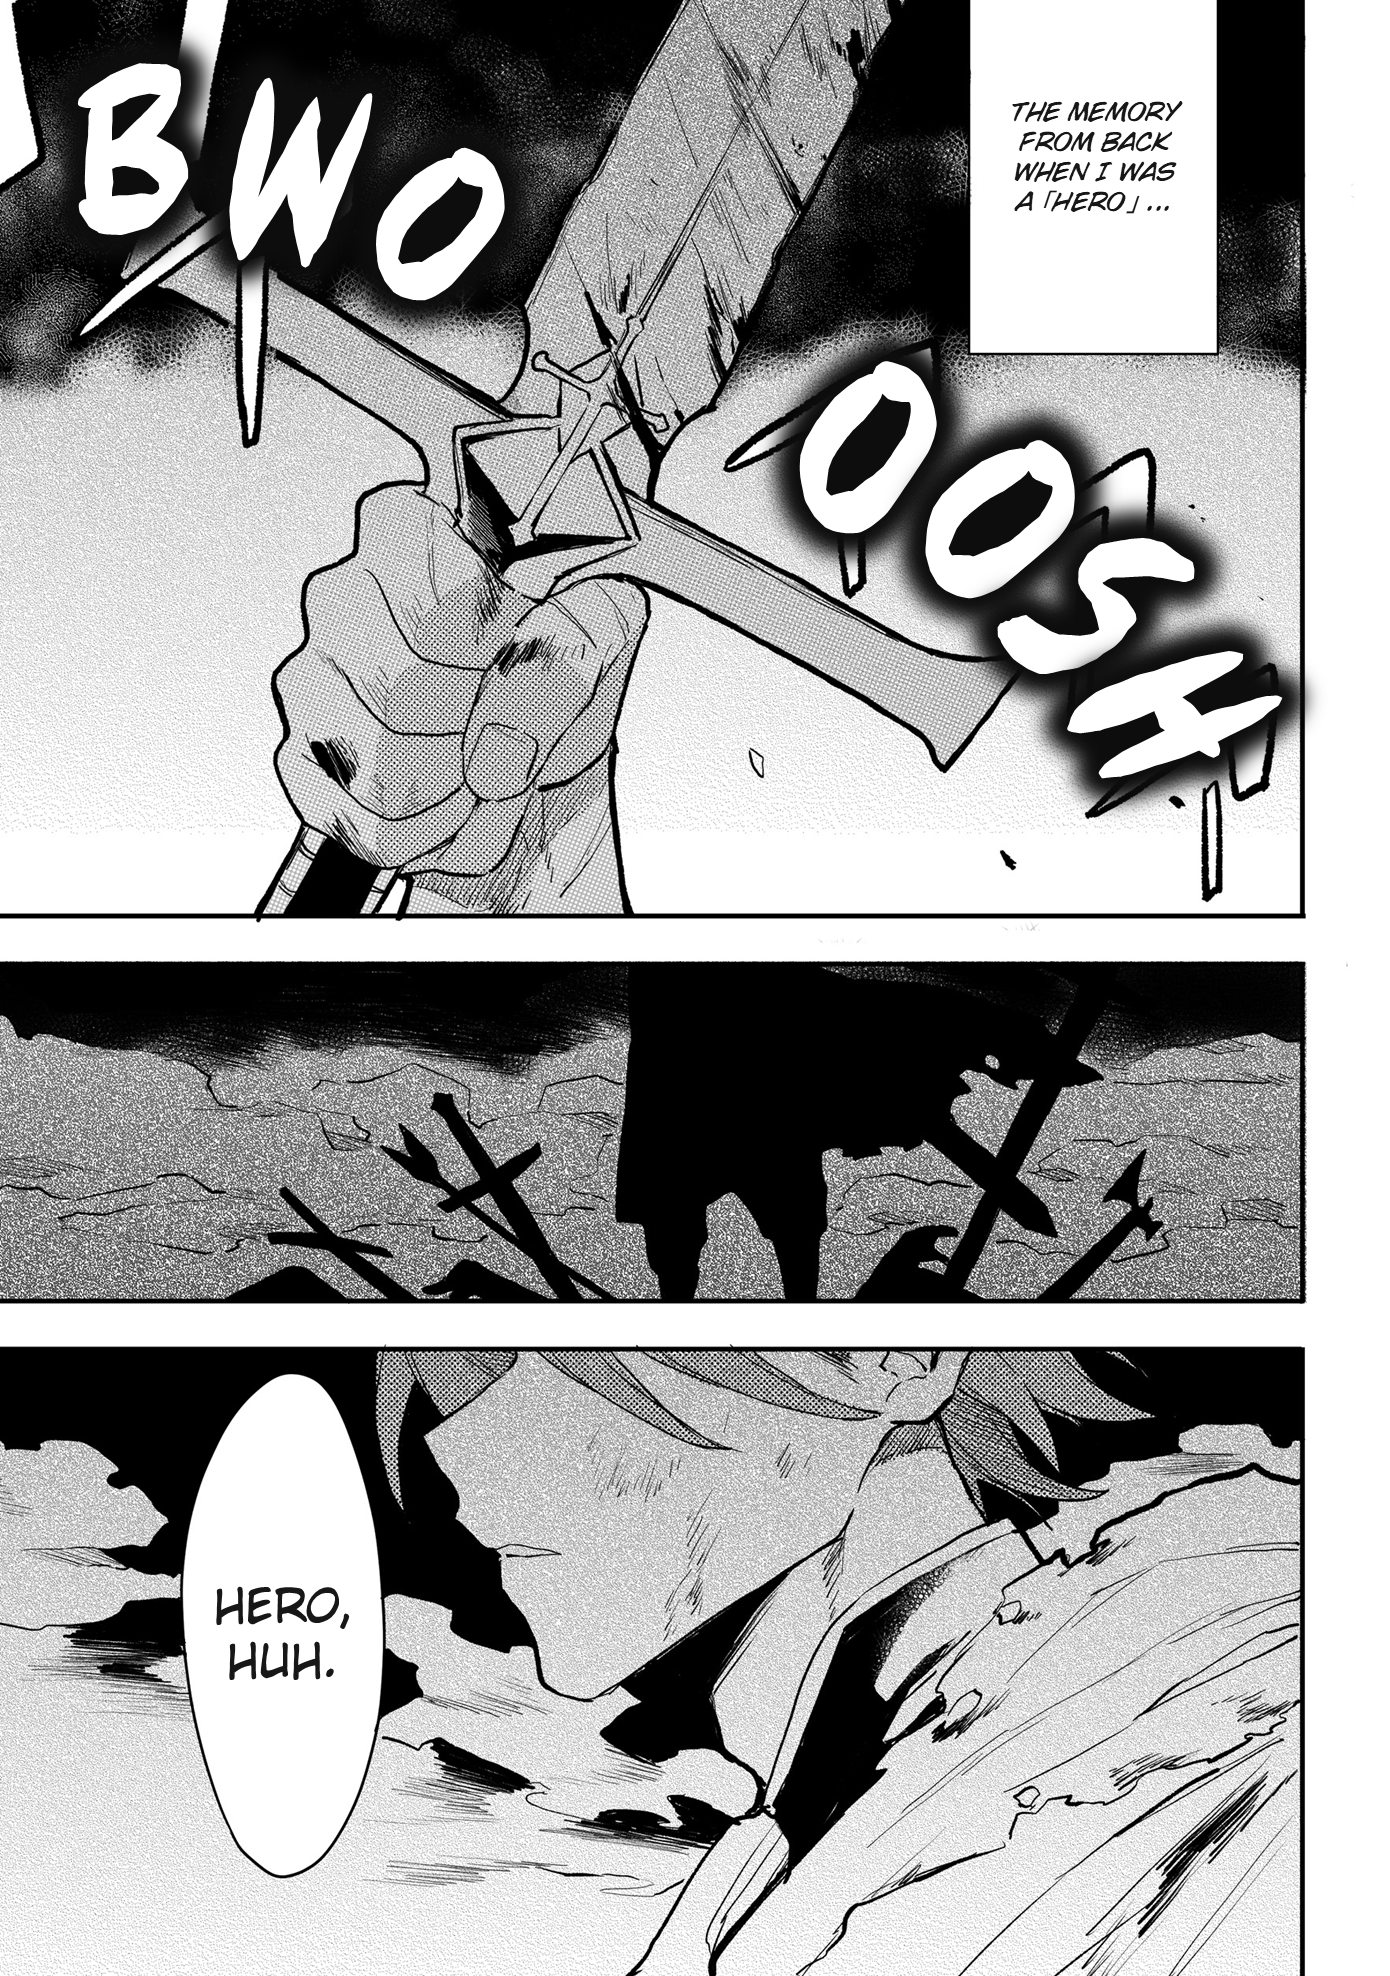 THE MEMORY
FROM BACK
WHEN I WAS
A「HERO」...
BWO
OOSH
HERO,
HUH.